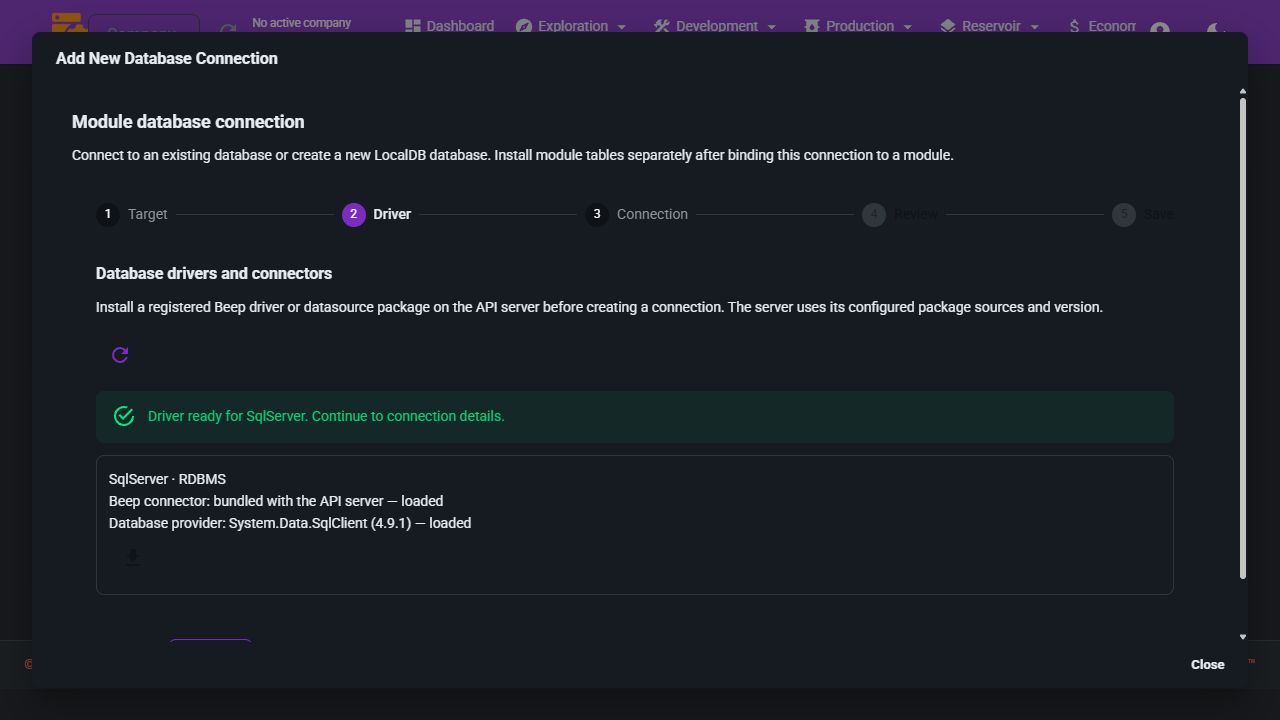 No active company
Company
Dashboard
Exploration
Development
Production
Reservoir
Econom
Add New Database Connection
Module database connection
Connect to an existing database or create a new LocalDB database. Install module tables separately after binding this connection to a module.
1 Target
2 Driver
3 Connection
4 Review
5 Save
Database drivers and connectors
Install a registered Beep driver or datasource package on the API server before creating a connection. The server uses its configured package sources and version.
Driver ready for SqlServer. Continue to connection details.
SqlServer · RDBMS
Beep connector: bundled with the API server — loaded
Database provider: System.Data.SqlClient (4.9.1) — loaded
©
™
Close